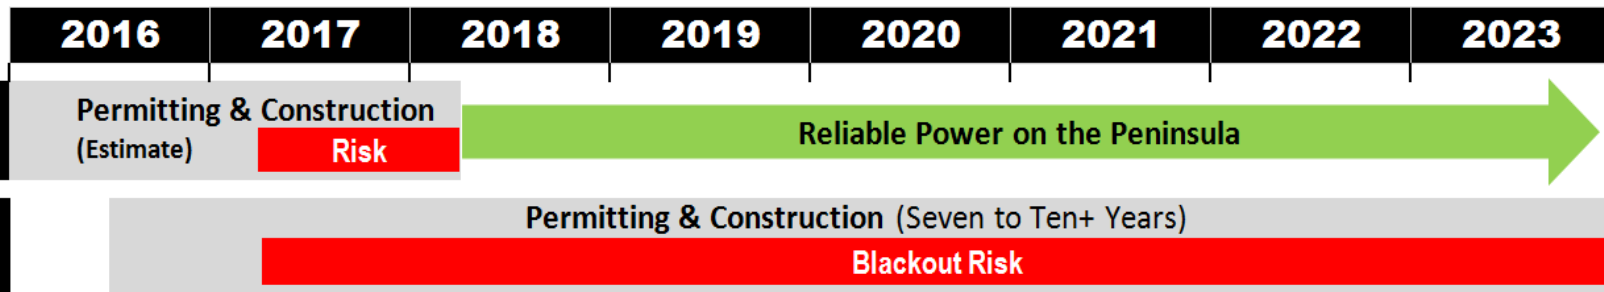 2016 2017 2018 2019 2020 2021 2022 2023
Permitting & Construction
(Estimate)
Risk
Reliable Power on the Peninsula
Permitting & Construction (Seven to Ten+ Years)
Blackout Risk